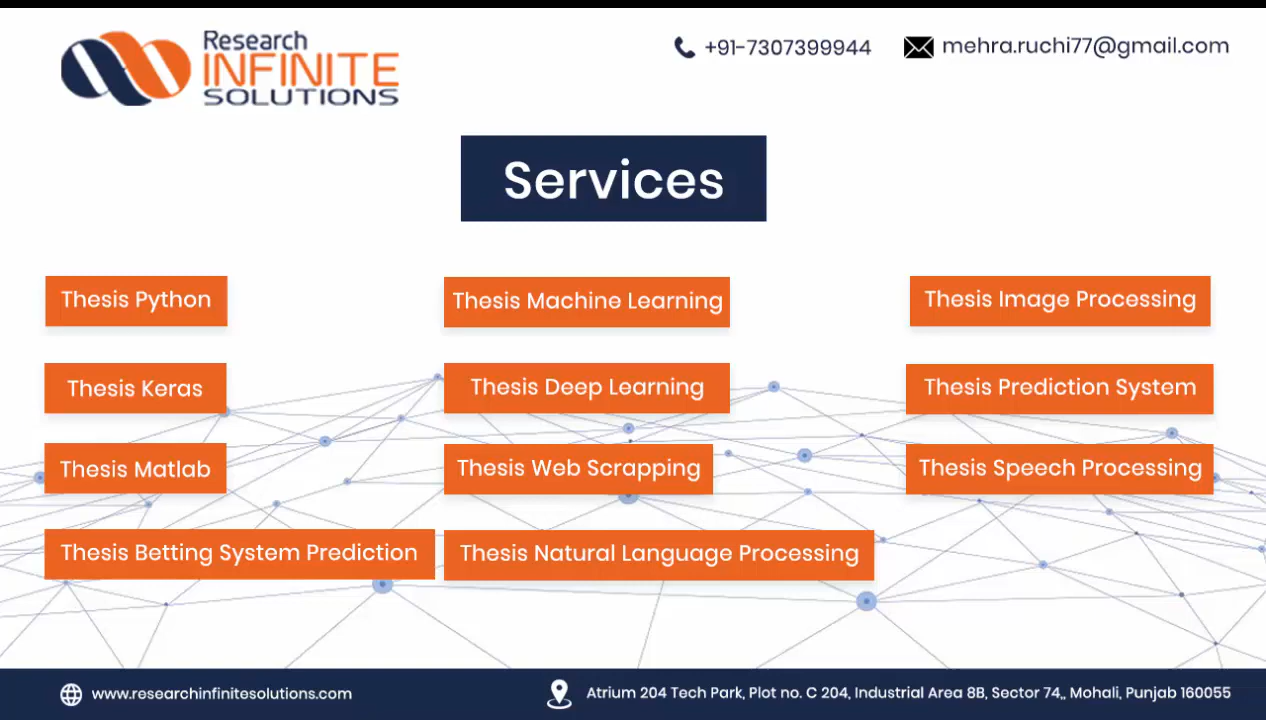 Research
INFINITE
SOLUTIONS
+91-7307399944
mehra.ruchi77@gmail.com
Services
Thesis Python
Thesis Machine Learning
Thesis Image Processing
Thesis Keras
Thesis Deep Learning
Thesis Prediction System
Thesis Matlab
Thesis Web Scrapping
Thesis Speech Processing
Thesis Betting System Prediction
Thesis Natural Language Processing
www.researchinfinitesolutions.com
Atrium 204 Tech Park, Plot no. C 204, Industrial Area 8B, Sector 74,, Mohali, Punjab 160055